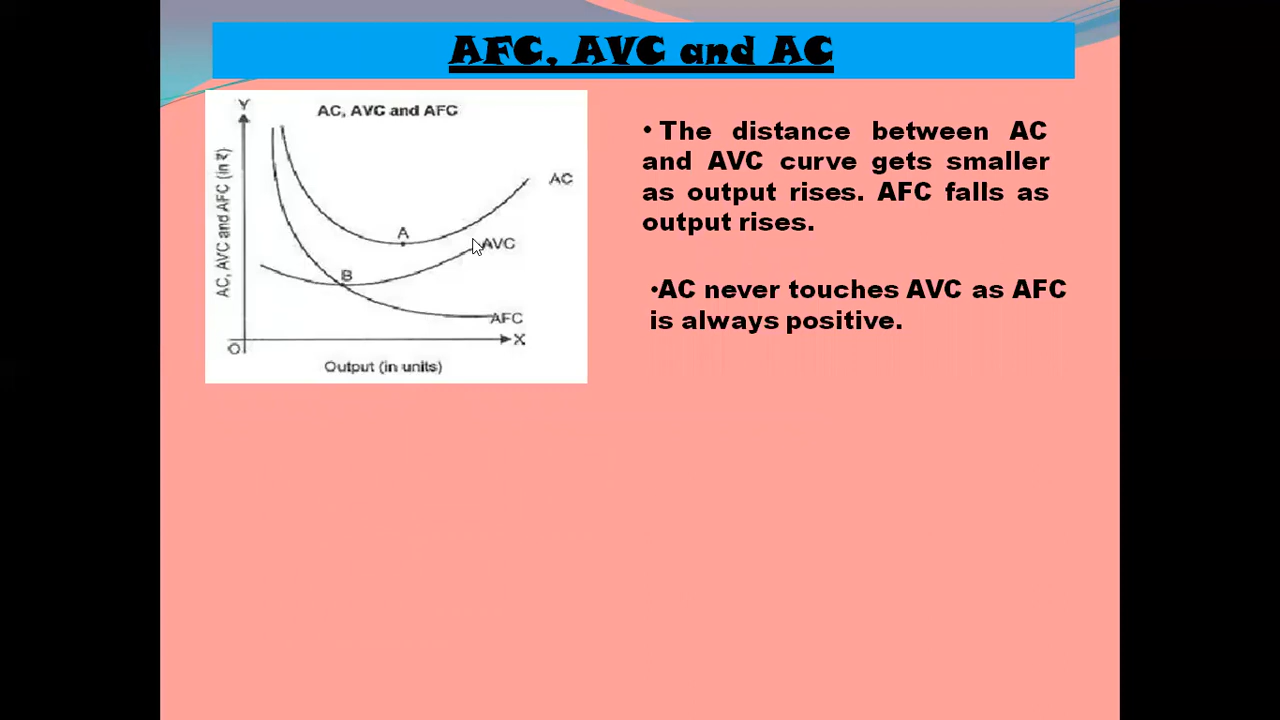 AFC, AVC and AC
Y
AC, AVC and AFC
AC, AVC and AFC (in ₹)
AC
A
AVC
B
AFC
O
X
Output (in units)
• The distance between AC
and AVC curve gets smaller
as output rises. AFC falls as
output rises.
•AC never touches AVC as AFC
is always positive.